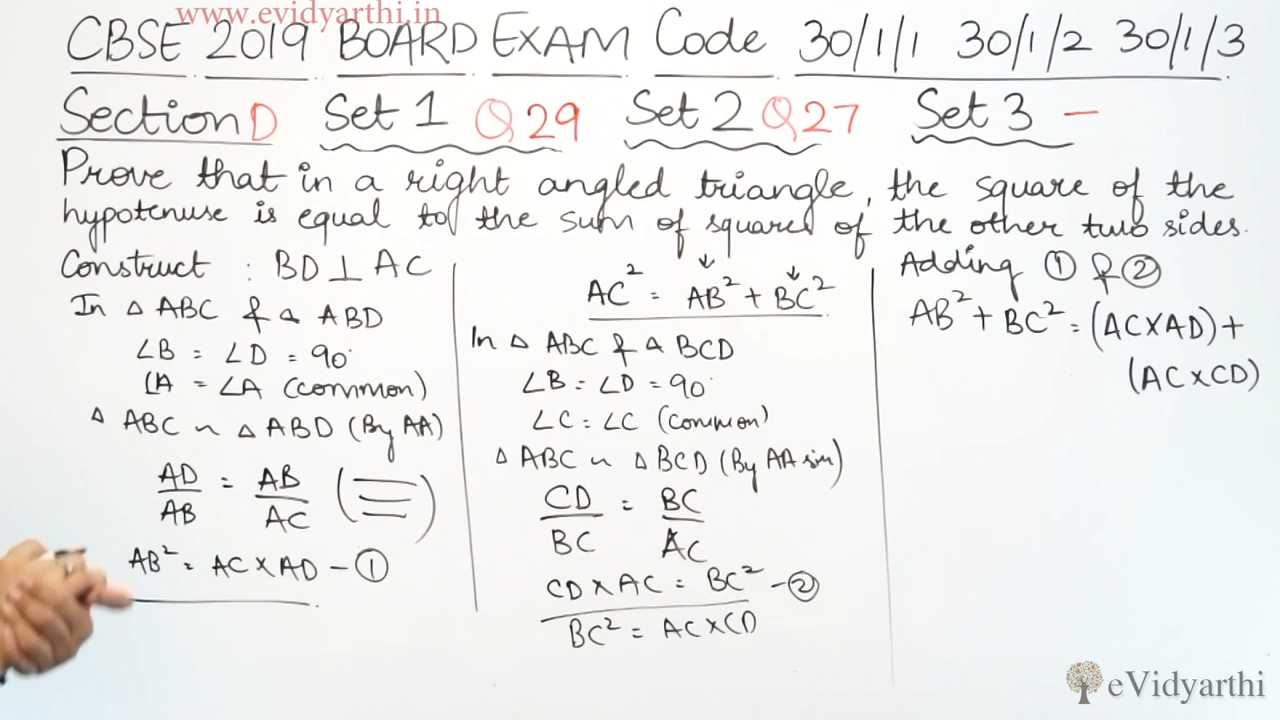 www.evidyarthi.in
CBSE 2019 BOARD EXAM Code 30/1/1 30/1/2 30/1/3
Section D Set 1 Q29 Set 2 Q27 Set 3 -
Prove that in a right angled triangle, the square of the
hypotenuse is equal to the sum of squares of the other two sides.
Construct : BD ⊥ AC
In △ ABC & △ ABD
∠B = ∠D = 90°
∠A = ∠A (common)
△ ABC ~ △ ABD (By AA)
AD/AB = AB/AC
AB² = AC × AD - ①
AC² = AB² + BC²
In △ ABC & △ BCD
∠B = ∠D = 90°
∠C = ∠C (Common)
△ ABC ~ △ BCD (By AA sim)
CD/BC = BC/AC
CD × AC = BC² - ②
BC² = AC × CD
Adding ① & ②
AB² + BC² = (AC × AD) +
(AC × CD)
eVidyarthi